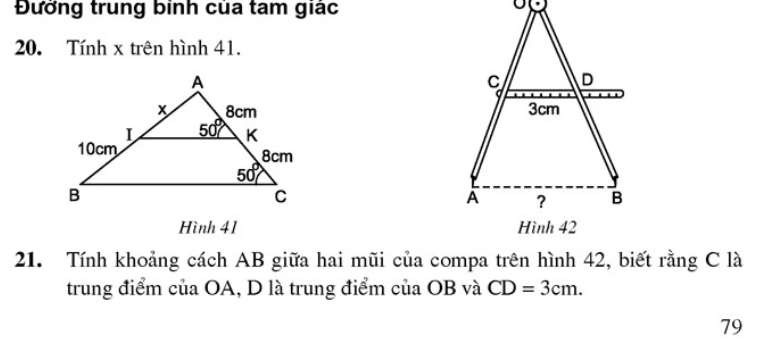 Đường trung bình của tam giác
20. Tính x trên hình 41.
A
x
8cm
I
50°
K
10cm
8cm
50°
B
C
Hình 41
O
C
D
3cm
A
?
B
Hình 42
21. Tính khoảng cách AB giữa hai mũi của compa trên hình 42, biết rằng C là
trung điểm của OA, D là trung điểm của OB và CD = 3cm.
79